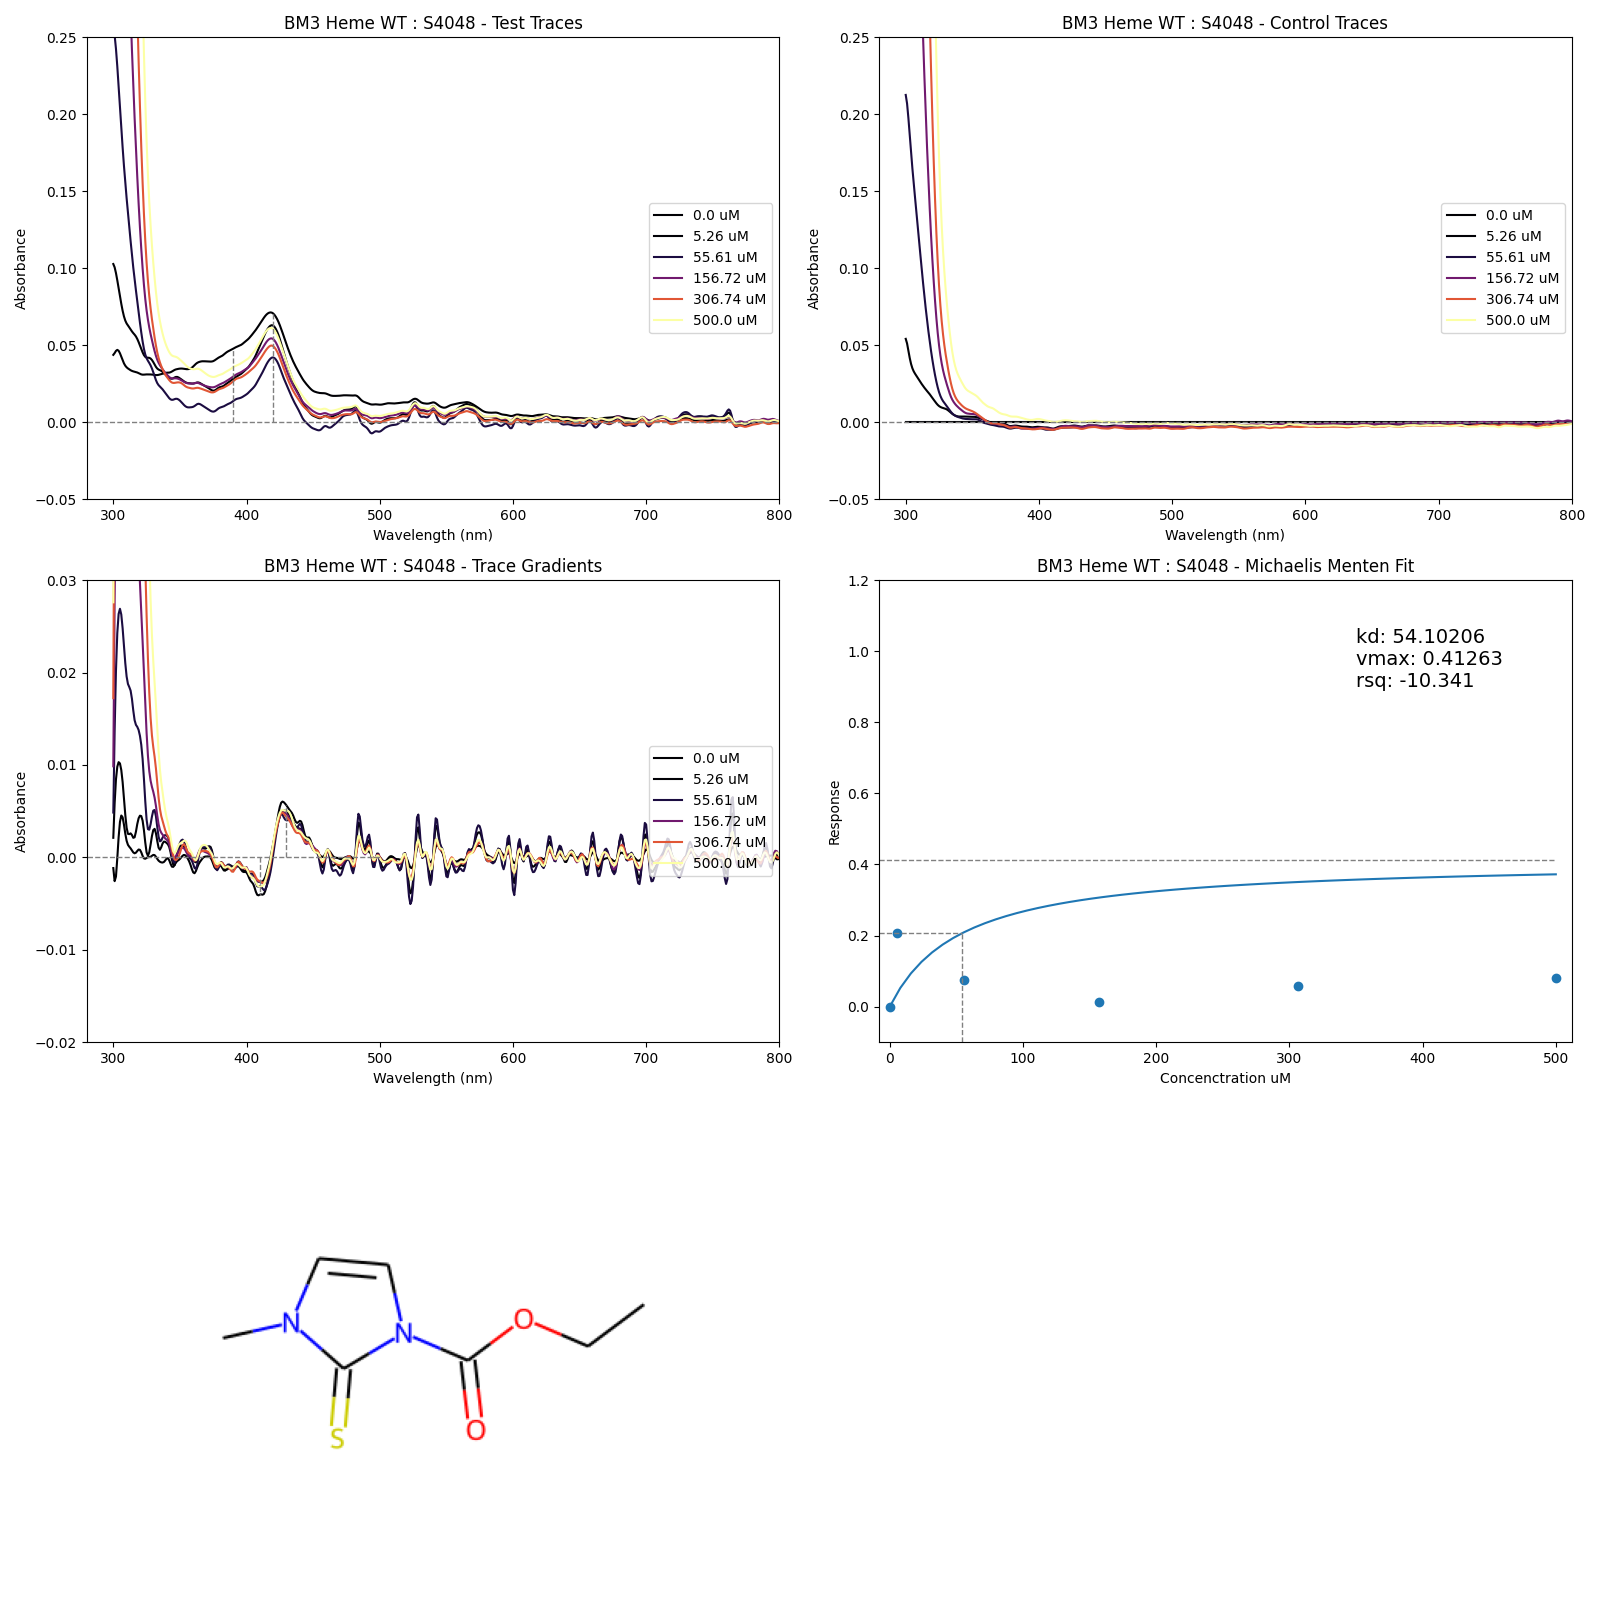 BM3 Heme WT : S4048 - Test Traces
0.25
0.20
0.15
0.10
0.05
0.00
−0.05
Absorbance
300 400 500 600 700 800
Wavelength (nm)
0.0 uM
5.26 uM
55.61 uM
156.72 uM
306.74 uM
500.0 uM
BM3 Heme WT : S4048 - Control Traces
0.25
0.20
0.15
0.10
0.05
0.00
−0.05
Absorbance
300 400 500 600 700 800
Wavelength (nm)
0.0 uM
5.26 uM
55.61 uM
156.72 uM
306.74 uM
500.0 uM
BM3 Heme WT : S4048 - Trace Gradients
0.03
0.02
0.01
0.00
−0.01
−0.02
Absorbance
300 400 500 600 700 800
Wavelength (nm)
0.0 uM
5.26 uM
55.61 uM
156.72 uM
306.74 uM
500.0 uM
BM3 Heme WT : S4048 - Michaelis Menten Fit
1.2
1.0
0.8
0.6
0.4
0.2
0.0
Response
0 100 200 300 400 500
Concenctration uM
kd: 54.10206
vmax: 0.41263
rsq: -10.341
N
N
O
S
O